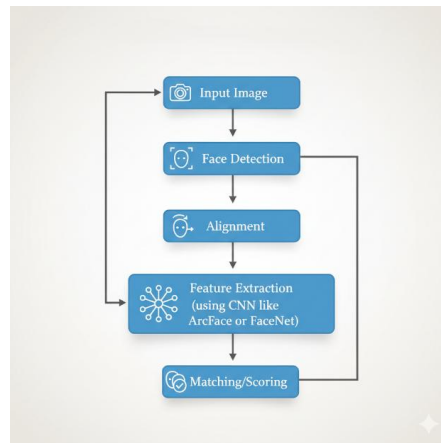 Input Image
Face Detection
Alignment
Feature Extraction
(using CNN like
ArcFace or FaceNet)
Matching/Scoring